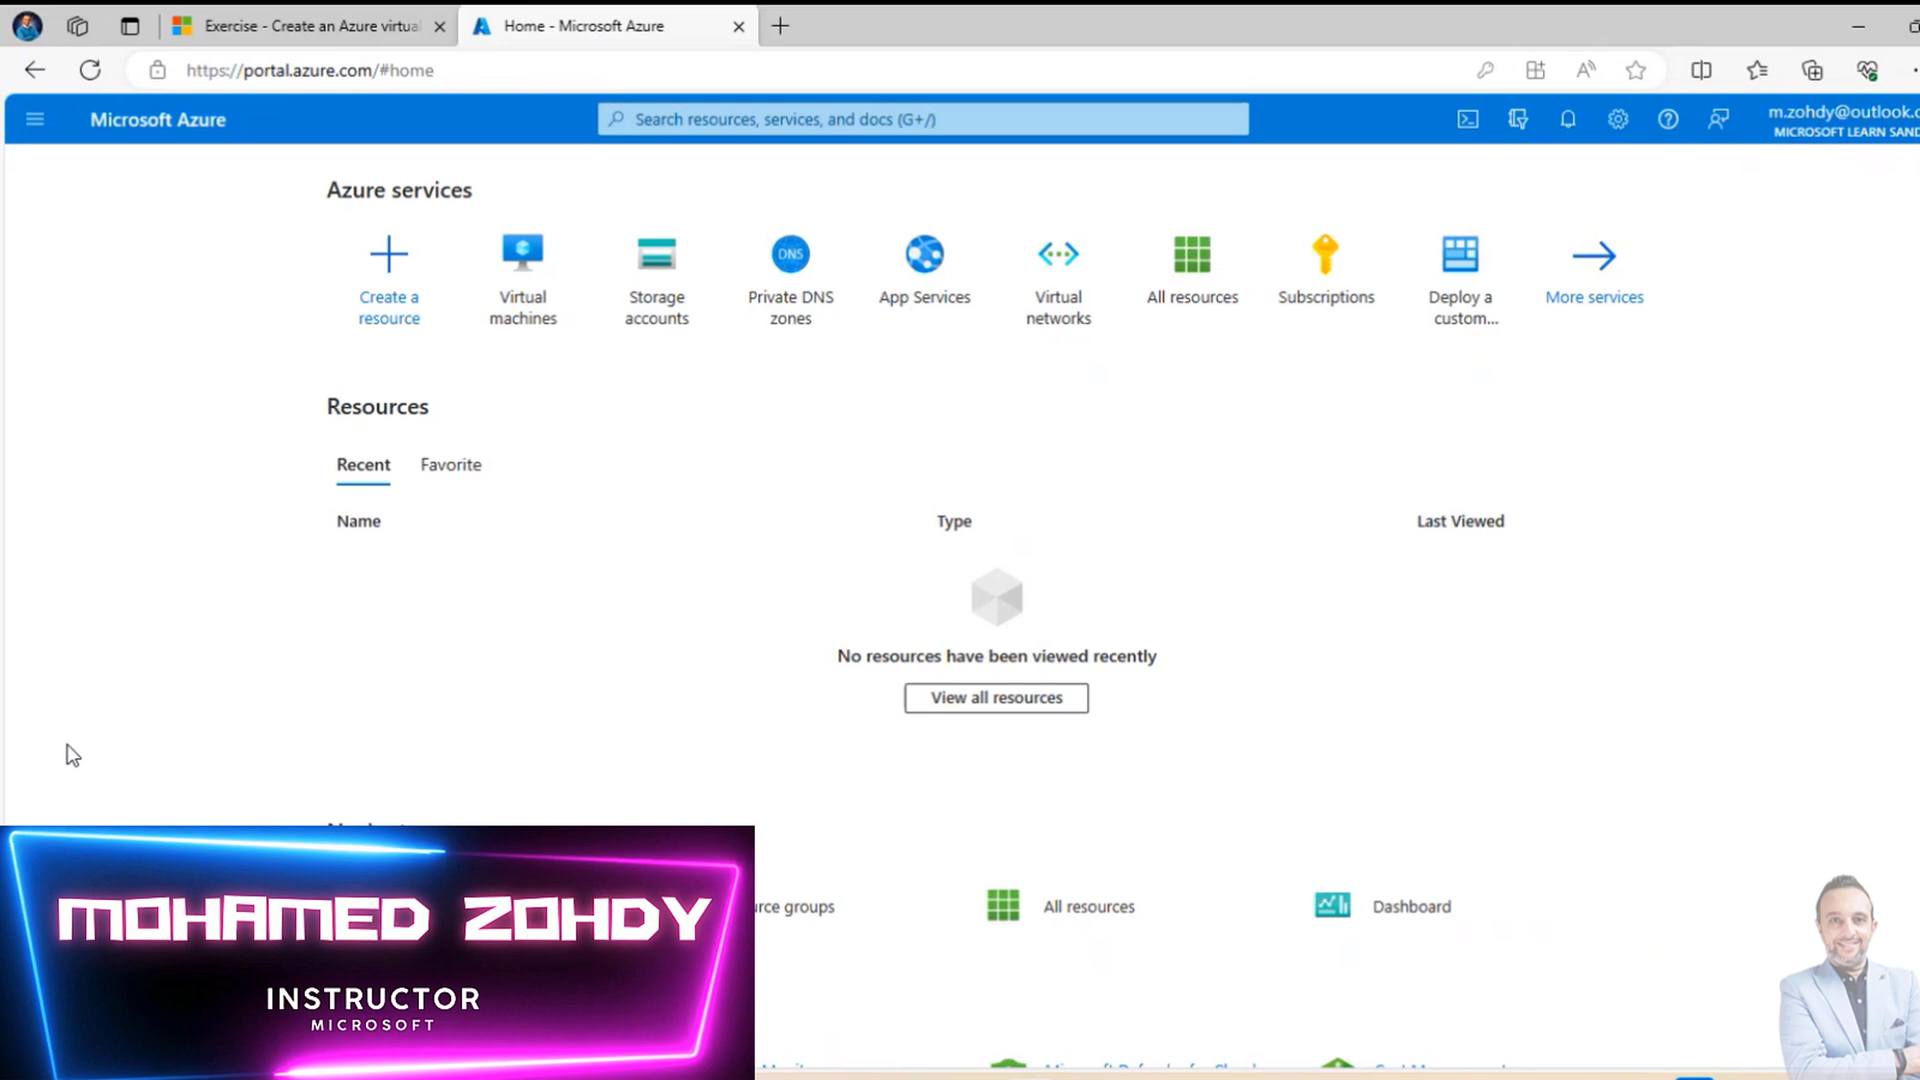 Exercise - Create an Azure virtual
Home - Microsoft Azure
https://portal.azure.com/#home
Microsoft Azure
Search resources, services, and docs (G+/)
m.zohdy@outlook.c
MICROSOFT LEARN SAND
Azure services
Create a resource
Virtual machines
Storage accounts
DNS
Private DNS zones
App Services
Virtual networks
All resources
Subscriptions
Deploy a custom...
More services
Resources
Recent
Favorite
Name
Type
Last Viewed
No resources have been viewed recently
View all resources
rce groups
All resources
Dashboard
MOHAMED ZOHDY
INSTRUCTOR
MICROSOFT